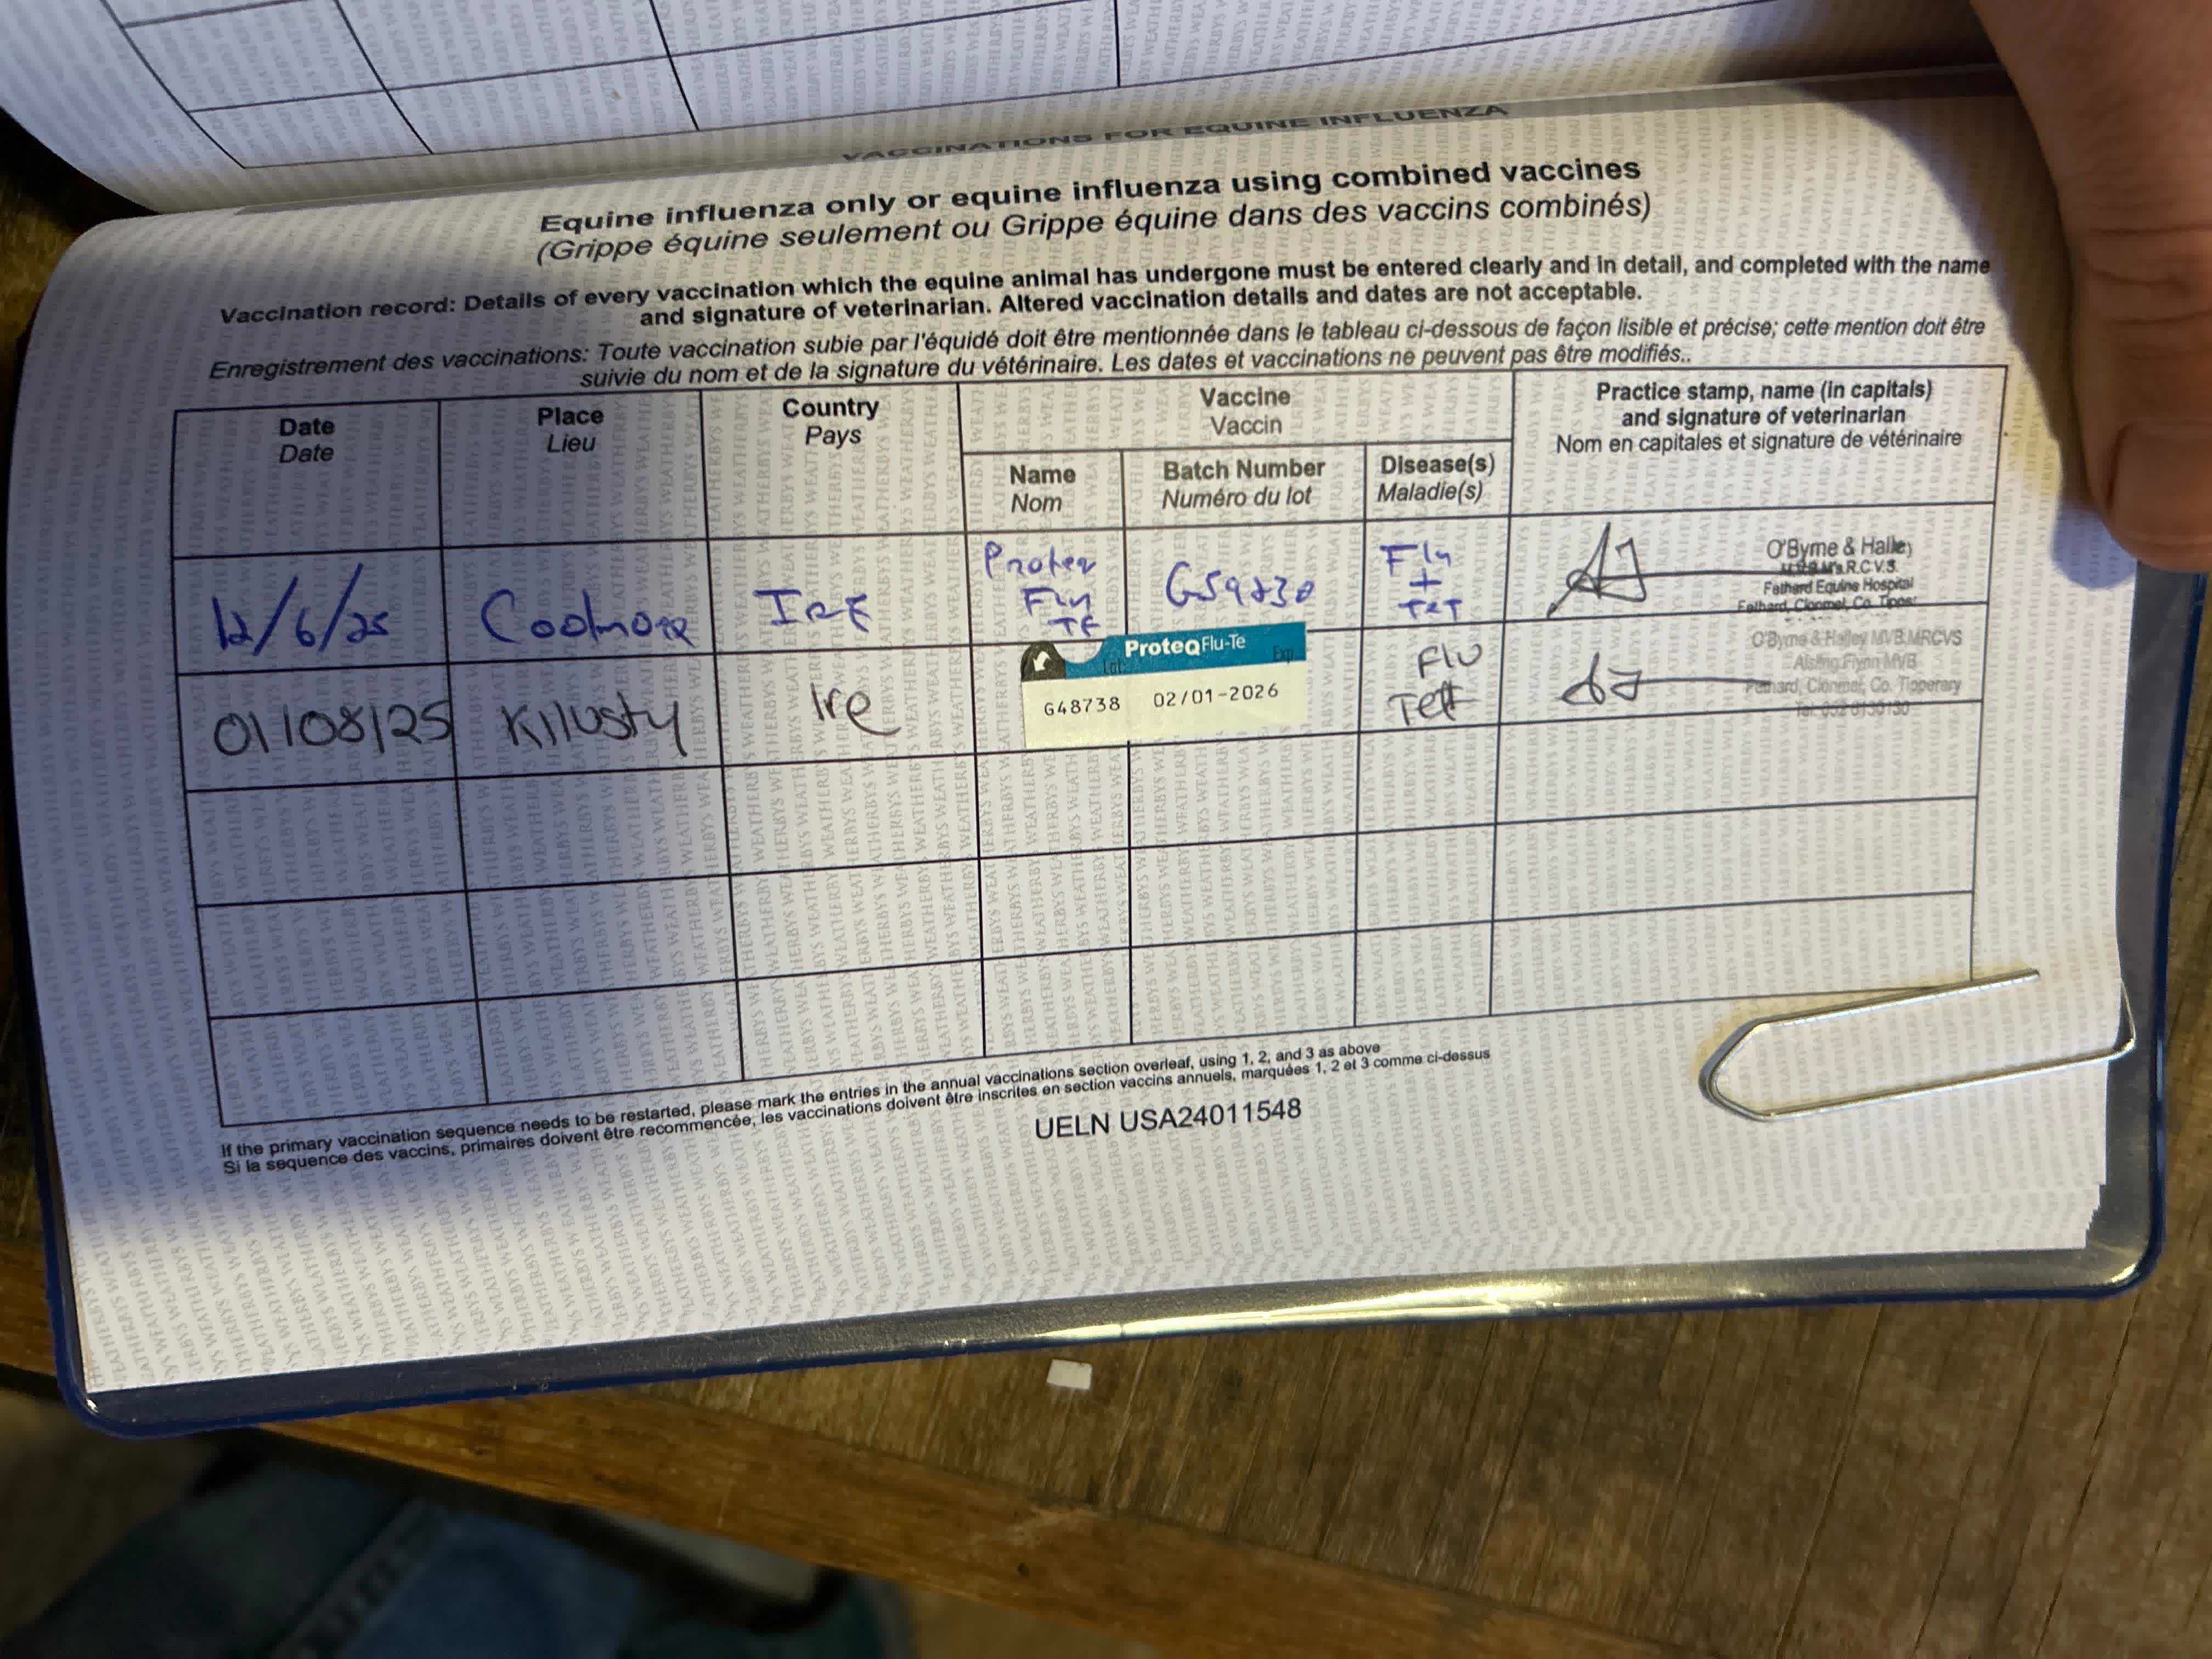 VACCINATIONS FOR EQUINE INFLUENZA
Equine influenza only or equine influenza using combined vaccines
(Grippe équine seulement ou Grippe équine dans des vaccins combinés)
Vaccination record: Details of every vaccination which the equine animal has undergone must be entered clearly and in detail, and completed with the name
and signature of veterinarian. Altered vaccination details and dates are not acceptable.
Enregistrement des vaccinations: Toute vaccination subie par l'équidé doit être mentionnée dans le tableau ci-dessous de façon lisible et précise; cette mention doit être
suivie du nom et de la signature du vétérinaire. Les dates et vaccinations ne peuvent pas être modifiés..
Date
Date
Place
Lieu
Country
Pays
Vaccine
Vaccin
Name
Nom
Batch Number
Numéro du lot
Disease(s)
Maladie(s)
Practice stamp, name (in capitals)
and signature of veterinarian
Nom en capitales et signature de vétérinaire
12/6/25
Coolmore
IRE
Proteq
Flu
TE
Flu
+
TET
O'Byrne & Halley
R.C.V.S.
Fethard Equine Hospital
Fethard, Clonmel, Co. Tipper
01/08/25
Kilusty
Ire
ProteqFlu-Te
Lot: Exp
G48738 02/01-2026
Flu
Tet
O'Byrne & Halley MVB MRCVS
Aisling Flynn MVB
Fethard, Clonmel, Co. Tipperary
If the primary vaccination sequence needs to be restarted, please mark the entries in the annual vaccinations section overleaf, using 1, 2, and 3 as above
Si la sequence des vaccins, primaires doivent être recommencée; les vaccinations doivent être inscrites en section vaccins annuels, marquées 1, 2 et 3 comme ci-dessus
UELN USA24011548